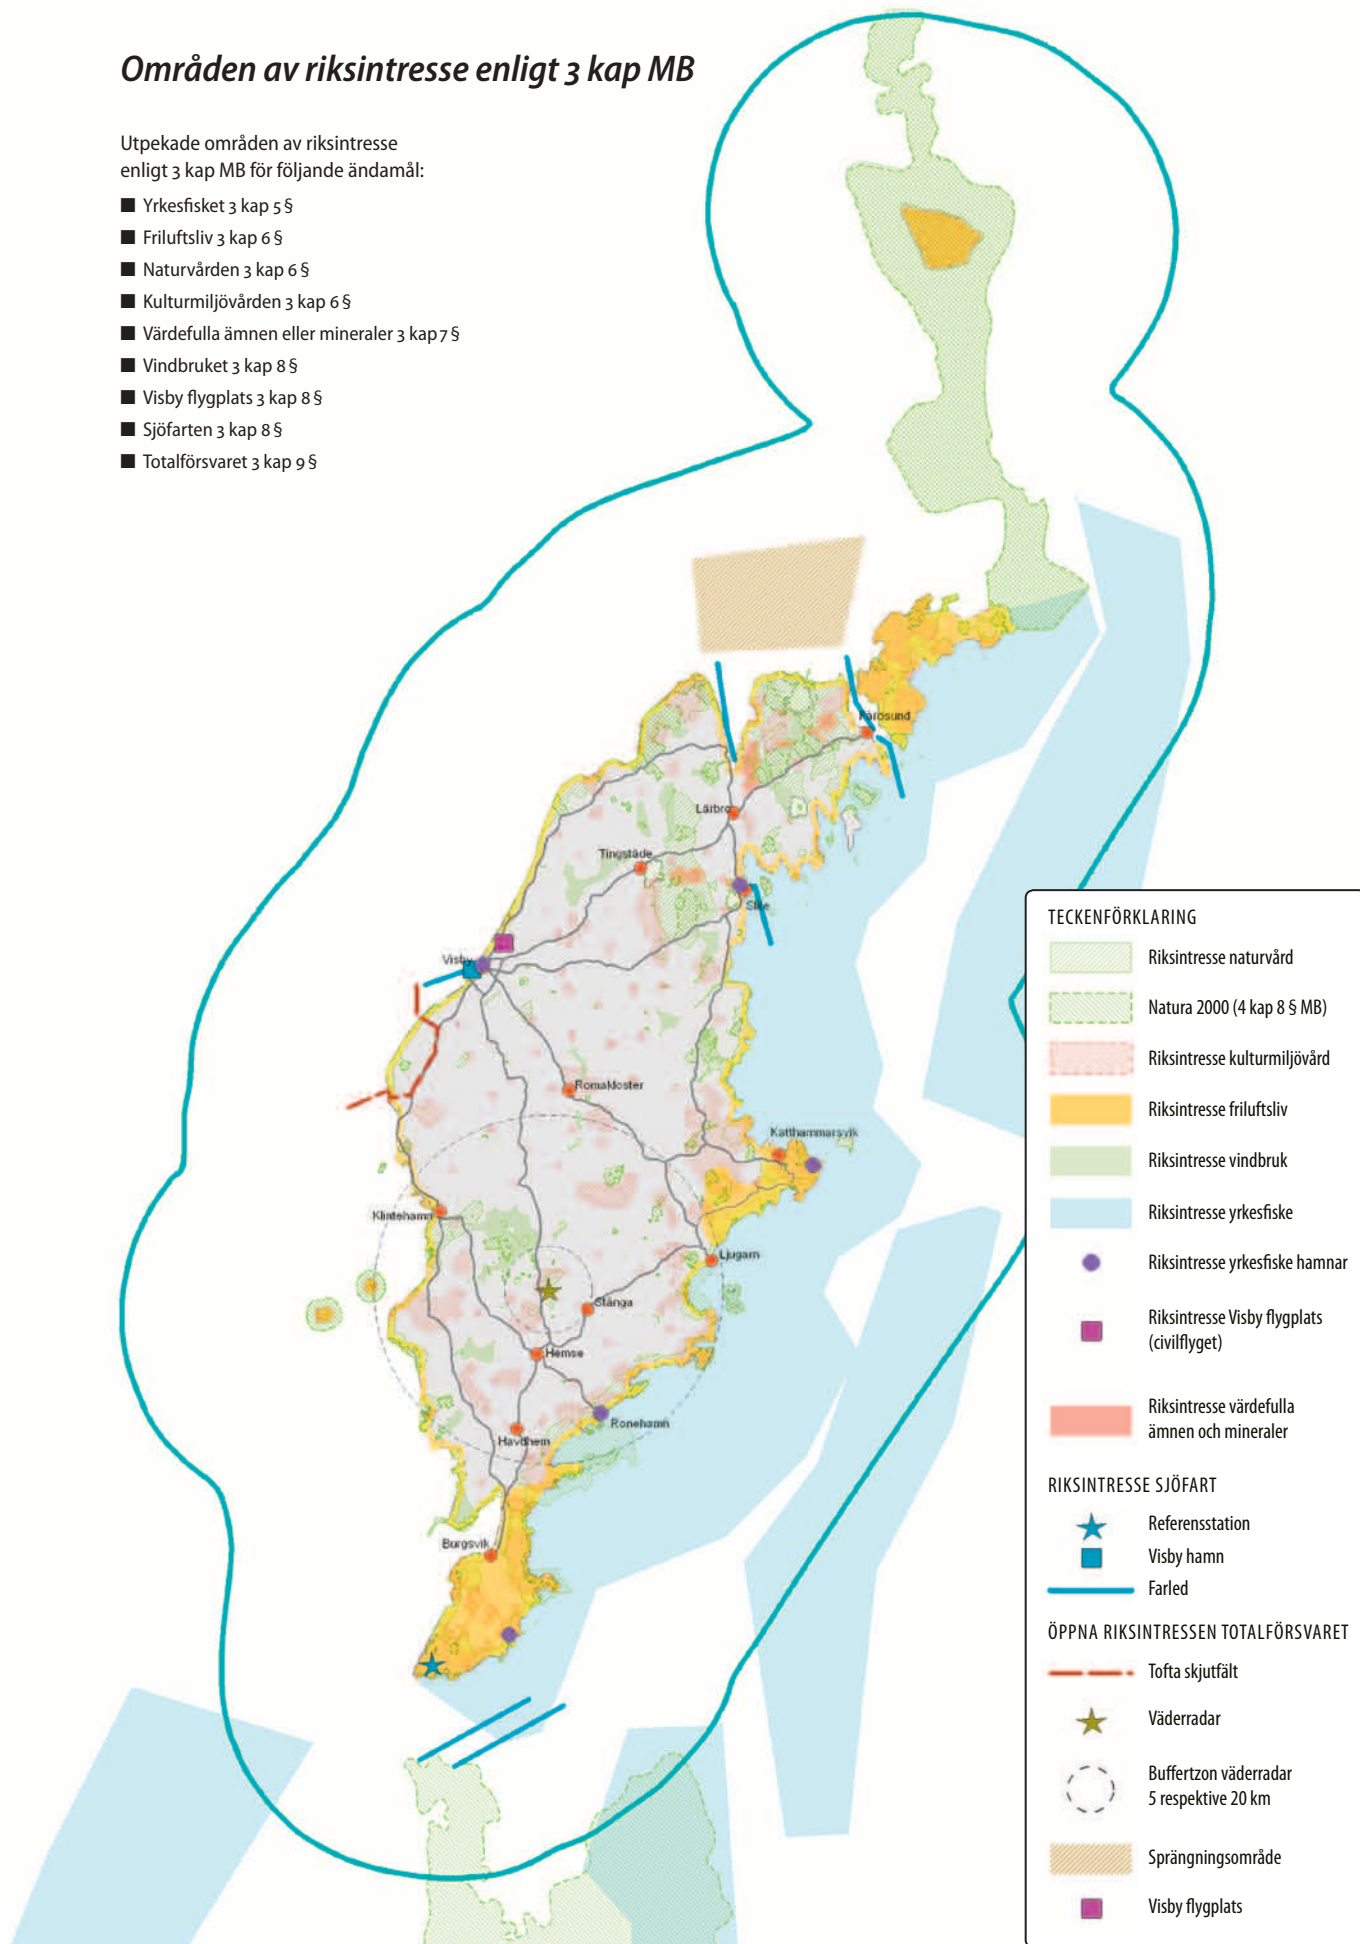 Områden av riksintresse enligt 3 kap MB
Utpekade områden av riksintresse
enligt 3 kap MB för följande ändamål:
■ Yrkesfisket 3 kap 5 §
■ Friluftsliv 3 kap 6 §
■ Naturvården 3 kap 6 §
■ Kulturmiljövården 3 kap 6 §
■ Värdefulla ämnen eller mineraler 3 kap 7 §
■ Vindbruket 3 kap 8 §
■ Visby flygplats 3 kap 8 §
■ Sjöfarten 3 kap 8 §
■ Totalförsvaret 3 kap 9 §
Fårösund
Lärbro
Tingstäde
Slite
Visby
Romakloster
Katthammarsvik
Klintehamn
Ljugarn
Stånga
Hemse
Ronehamn
Havdhem
Burgsvik
TECKENFÖRKLARING
Riksintresse naturvård
Natura 2000 (4 kap 8 § MB)
Riksintresse kulturmiljövård
Riksintresse friluftsliv
Riksintresse vindbruk
Riksintresse yrkesfiske
Riksintresse yrkesfiske hamnar
Riksintresse Visby flygplats
(civilflyget)
Riksintresse värdefulla
ämnen och mineraler
RIKSINTRESSE SJÖFART
Referensstation
Visby hamn
Farled
ÖPPNA RIKSINTRESSEN TOTALFÖRSVARET
Tofta skjutfält
Väderradar
Buffertzon väderradar
5 respektive 20 km
Sprängningsområde
Visby flygplats